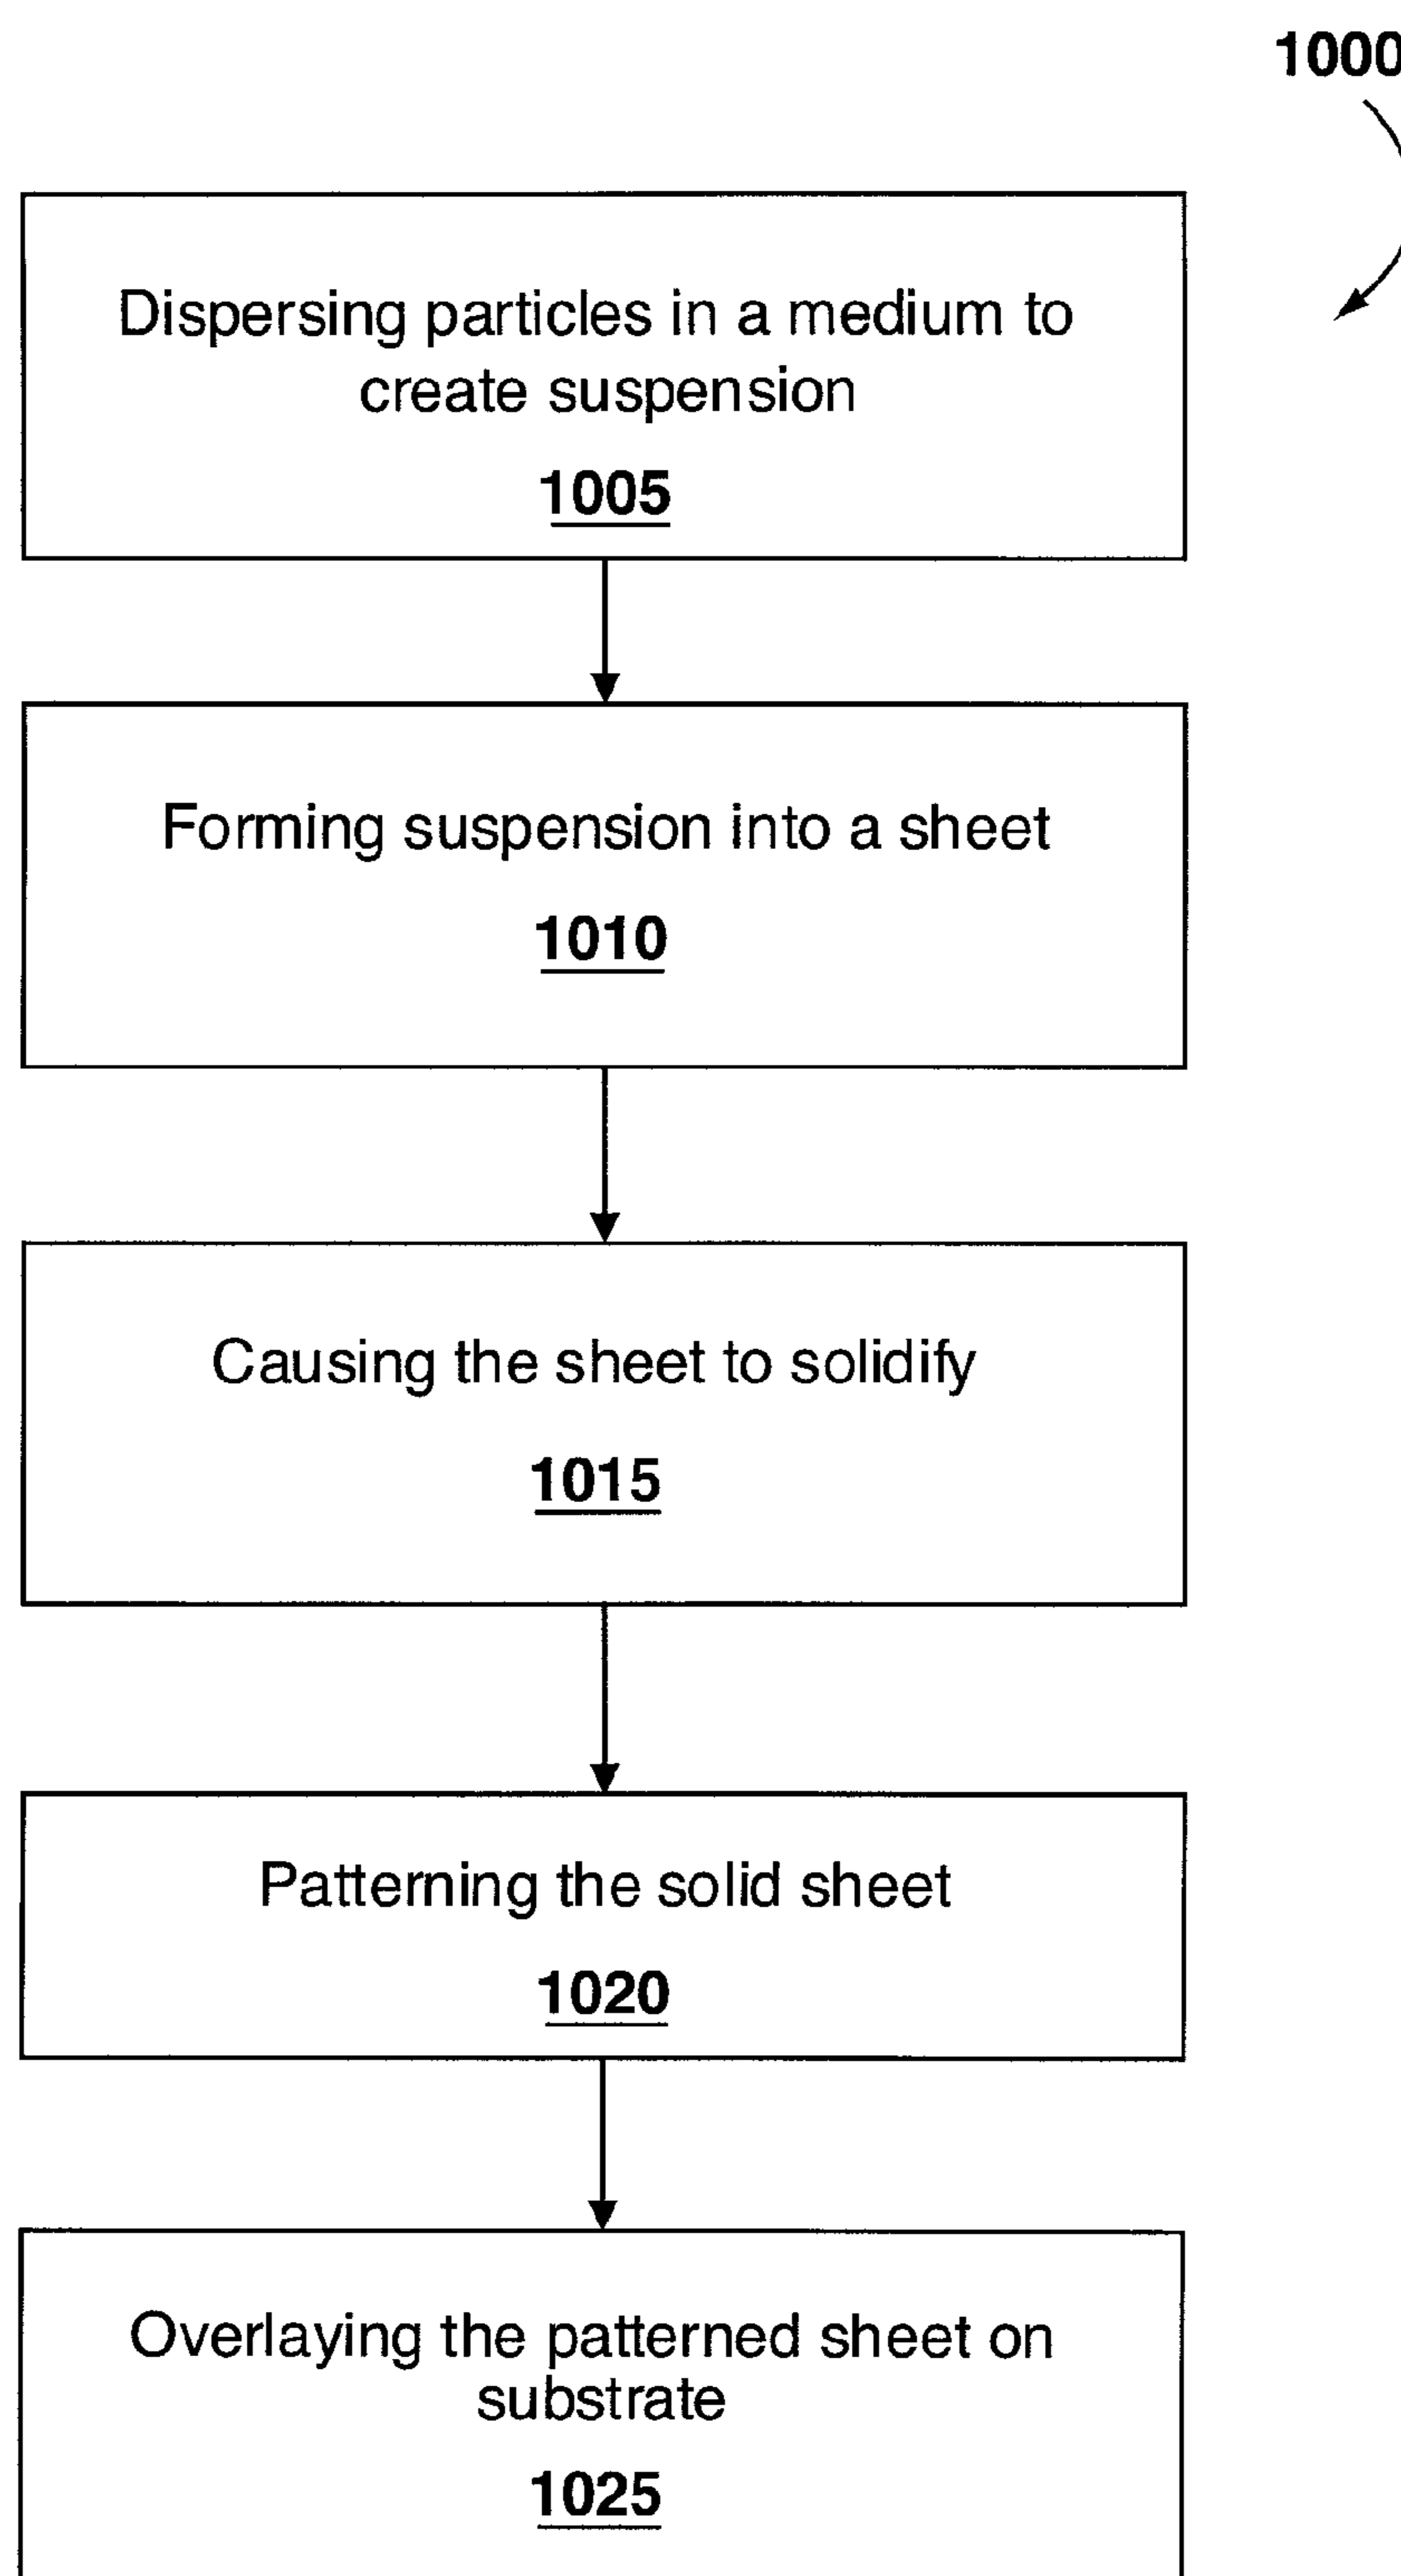 1000
Dispersing particles in a medium to
create suspension
1005
Forming suspension into a sheet
1010
Causing the sheet to solidify
1015
Patterning the solid sheet
1020
Overlaying the patterned sheet on
substrate
1025